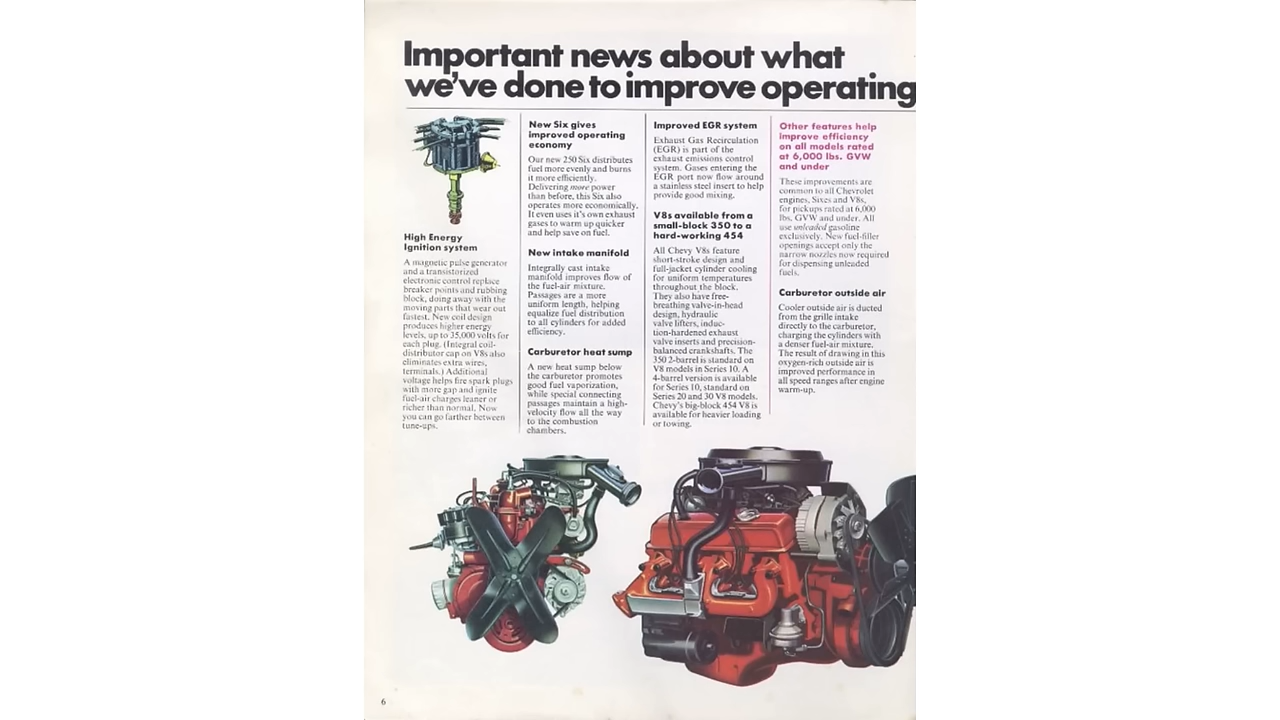 Important news about what
we've done to improve operating
High Energy
Ignition system
A magnetic pulse generator
and a transistorized
electronic control replace
breaker points and rubbing
block, doing away with the
moving parts that wear out
fastest. New coil design
produces higher energy
levels, up to 35,000 volts for
each plug. (Integral coil-
distributor cap on V8s also
eliminates extra wires,
terminals.) Additional
voltage helps fire spark plugs
with more gap and ignite
fuel-air charges leaner or
richer than normal. Now
you can go farther between
tune-ups.
New Six gives
improved operating
economy
Our new 250 Six distributes
fuel more evenly and burns
it more efficiently.
Delivering more power
than before, this Six also
operates more economically.
It even uses it's own exhaust
gases to warm up quicker
and help save on fuel.
New intake manifold
Integrally cast intake
manifold improves flow of
the fuel-air mixture.
Passages are a more
uniform length, helping
equalize fuel distribution
to all cylinders for added
efficiency.
Carburetor heat sump
A new heat sump below
the carburetor promotes
good fuel vaporization,
while special connecting
passages maintain a high-
velocity flow all the way
to the combustion
chambers.
Improved EGR system
Exhaust Gas Recirculation
(EGR) is part of the
exhaust emissions control
system. Gases entering the
EGR port now flow around
a stainless steel insert to help
provide good mixing.
V8s available from a
small-block 350 to a
hard-working 454
All Chevy V8s feature
short-stroke design and
full-jacket cylinder cooling
for uniform temperatures
throughout the block.
They also have free-
breathing valve-in-head
design, hydraulic
valve lifters, induc-
tion-hardened exhaust
valve inserts and precision-
balanced crankshafts. The
350 2-barrel is standard on
V8 models in Series 10. A
4-barrel version is available
for Series 10, standard on
Series 20 and 30 V8 models.
Chevy's big-block 454 V8 is
available for heavier loading
or towing.
Other features help
improve efficiency
on all models rated
at 6,000 lbs. GVW
and under
These improvements are
common to all Chevrolet
engines, Sixes and V8s,
for pickups rated at 6,000
lbs. GVW and under. All
use unleaded gasoline
exclusively. New fuel-filler
openings accept only the
narrow nozzles now required
for dispensing unleaded
fuels.
Carburetor outside air
Cooler outside air is ducted
from the grille intake
directly to the carburetor,
charging the cylinders with
a denser fuel-air mixture.
The result of drawing in this
oxygen-rich outside air is
improved performance in
all speed ranges after engine
warm-up.
6